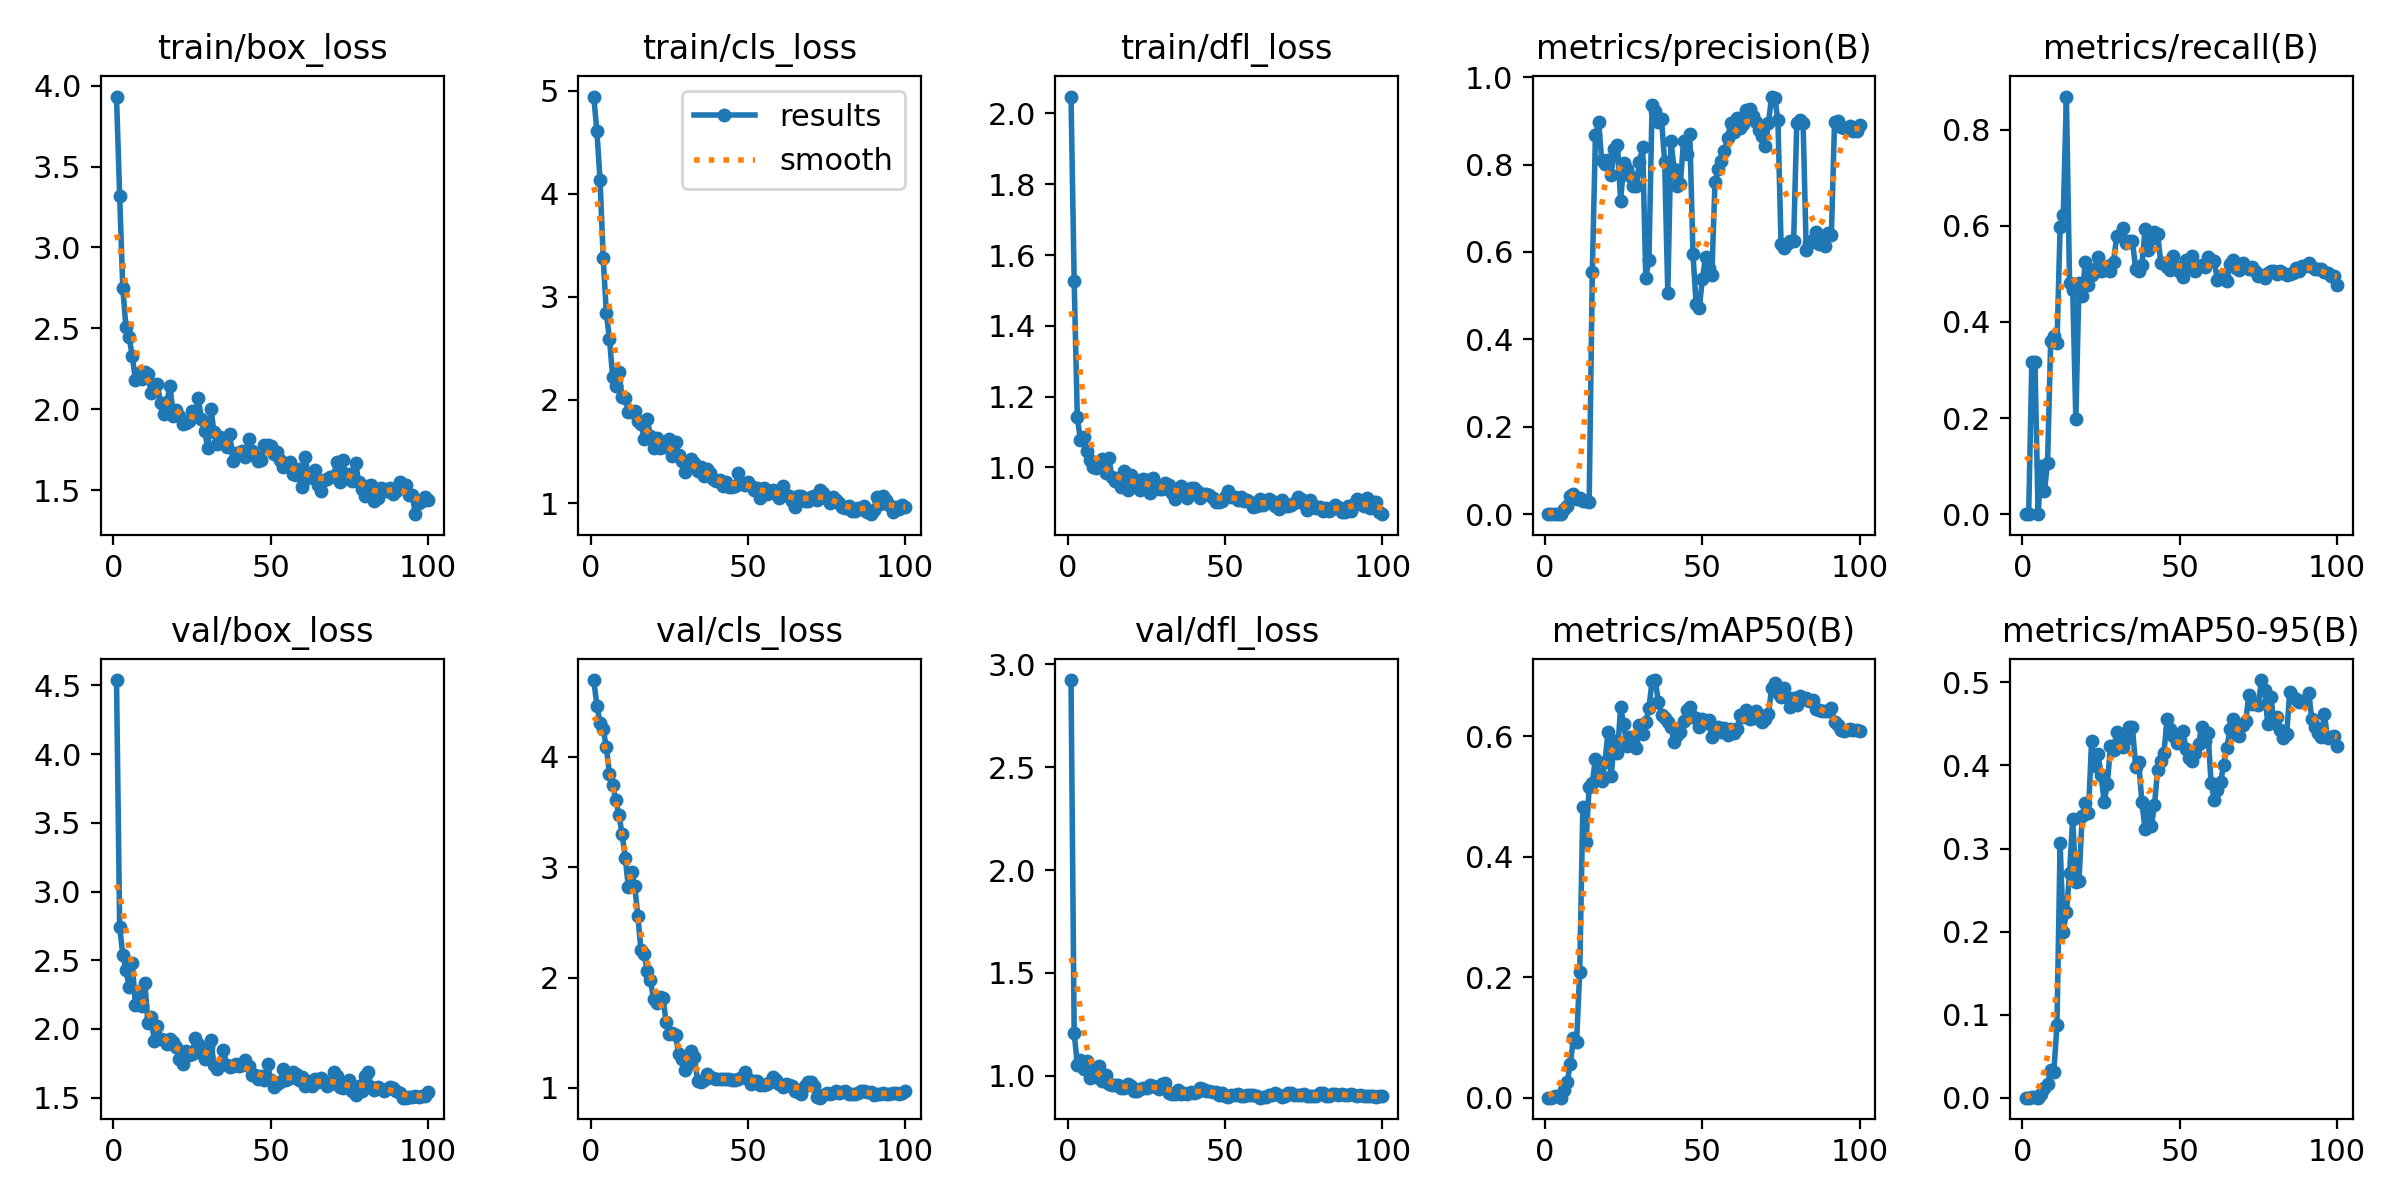 train/box_loss
4.0
3.5
3.0
2.5
2.0
1.5
0 50 100
train/cls_loss
results
smooth
5
4
3
2
1
0 50 100
train/dfl_loss
2.0
1.8
1.6
1.4
1.2
1.0
0 50 100
metrics/precision(B)
1.0
0.8
0.6
0.4
0.2
0.0
0 50 100
metrics/recall(B)
0.8
0.6
0.4
0.2
0.0
0 50 100
val/box_loss
4.5
4.0
3.5
3.0
2.5
2.0
1.5
0 50 100
val/cls_loss
4
3
2
1
0 50 100
val/dfl_loss
3.0
2.5
2.0
1.5
1.0
0 50 100
metrics/mAP50(B)
0.6
0.4
0.2
0.0
0 50 100
metrics/mAP50-95(B)
0.5
0.4
0.3
0.2
0.1
0.0
0 50 100